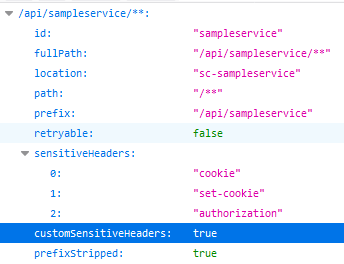 /api/sampleservice/**:
id: "sampleservice"
fullPath: "/api/sampleservice/**"
location: "sc-sampleservice"
path: "/**"
prefix: "/api/sampleservice"
retryable: false
sensitiveHeaders:
0: "cookie"
1: "set-cookie"
2: "authorization"
customSensitiveHeaders: true
prefixStripped: true